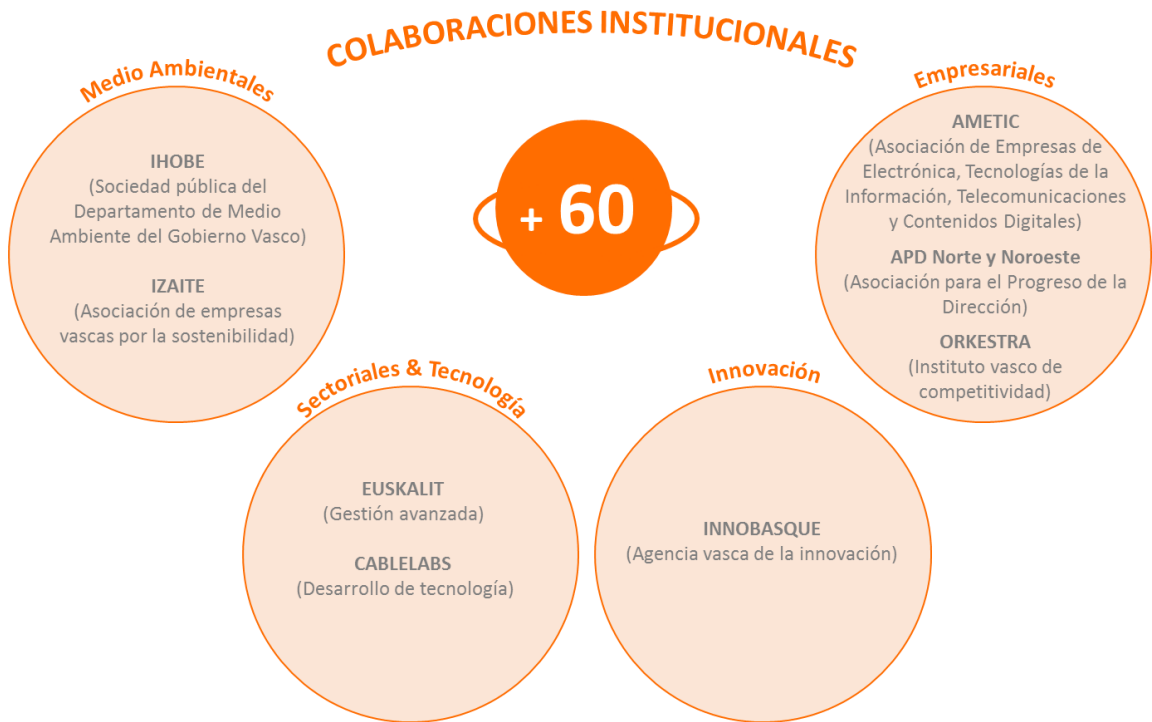 COLABORACIONES INSTITUCIONALES
Medio Ambientales
IHOBE
(Sociedad pública del
Departamento de Medio
Ambiente del Gobierno Vasco)
IZAITE
(Asociación de empresas
vascas por la sostenibilidad)
+ 60
Empresariales
AMETIC
(Asociación de Empresas de
Electrónica, Tecnologías de la
Información, Telecomunicaciones
y Contenidos Digitales)
APD Norte y Noroeste
(Asociación para el Progreso de la
Dirección)
ORKESTRA
(Instituto vasco de
competitividad)
Sectoriales & Tecnología
EUSKALIT
(Gestión avanzada)
CABLELABS
(Desarrollo de tecnología)
Innovación
INNOBASQUE
(Agencia vasca de la innovación)